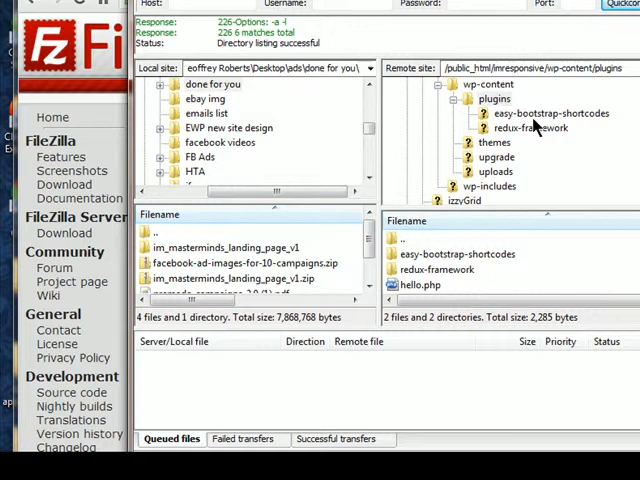 Host:
Username:
Password:
Port:
Quickcon
Response: 226-Options: -a -l
Response: 226 6 matches total
Status: Directory listing successful
Local site: eoffrey Roberts\Desktop\ads\done for you\
Remote site: /public_html/imresponsive/wp-content/plugins
done for you
ebay img
emails list
EWP new site design
facebook videos
FB Ads
HTA
wp-content
plugins
easy-bootstrap-shortcodes
redux-framework
themes
upgrade
uploads
wp-includes
izzyGrid
Filename
..
im_masterminds_landing_page_v1
facebook-ad-images-for-10-campaigns.zip
im_masterminds_landing_page_v1.zip
4 files and 1 directory. Total size: 7,868,768 bytes
Filename
..
easy-bootstrap-shortcodes
redux-framework
hello.php
2 files and 2 directories. Total size: 2,285 bytes
Server/Local file Direction Remote file Size Priority Status
Queued files Failed transfers Successful transfers
Fi
Home
FileZilla
Features
Screenshots
Download
Documentation
FileZilla Server
Download
Community
Forum
Project page
Wiki
General
Contact
License
Privacy Policy
Development
Source code
Nightly builds
Translations
Version history
Changelog